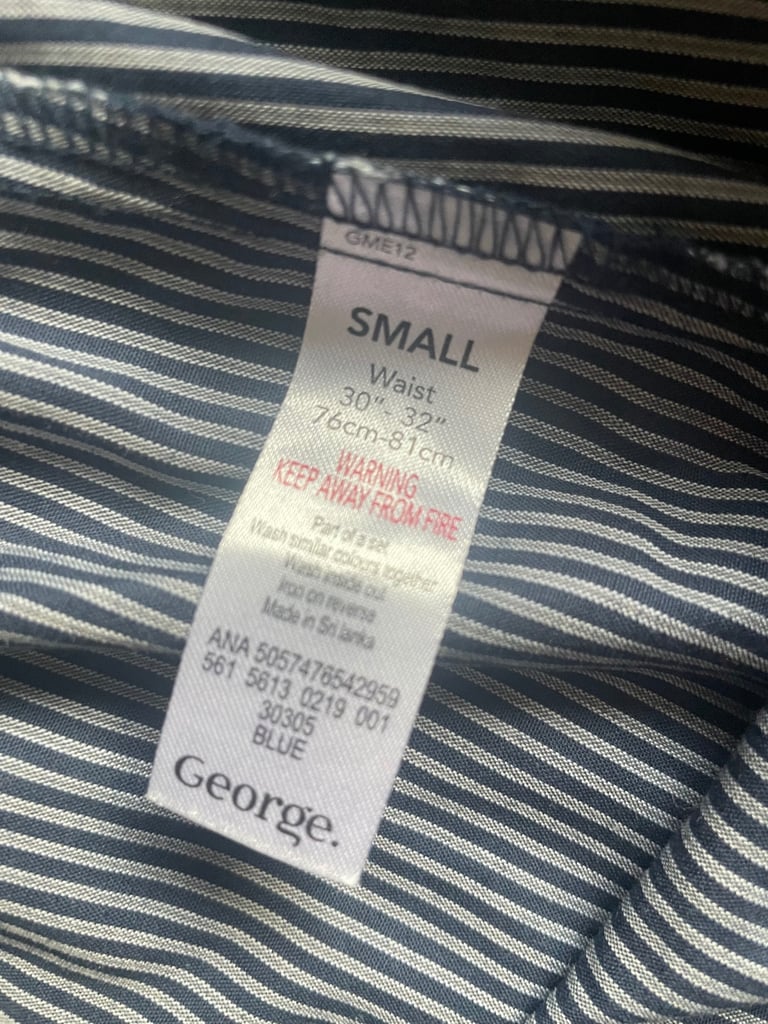 GME12
SMALL
Waist
30"- 32"
76cm-81cm
WARNING
KEEP AWAY FROM FIRE
Part of a set
Wash similar colours together
Wash inside out
Iron on reverse
Made in Sri lanka
ANA 5057476542959
561 5613 0219 001
30305
BLUE
George.